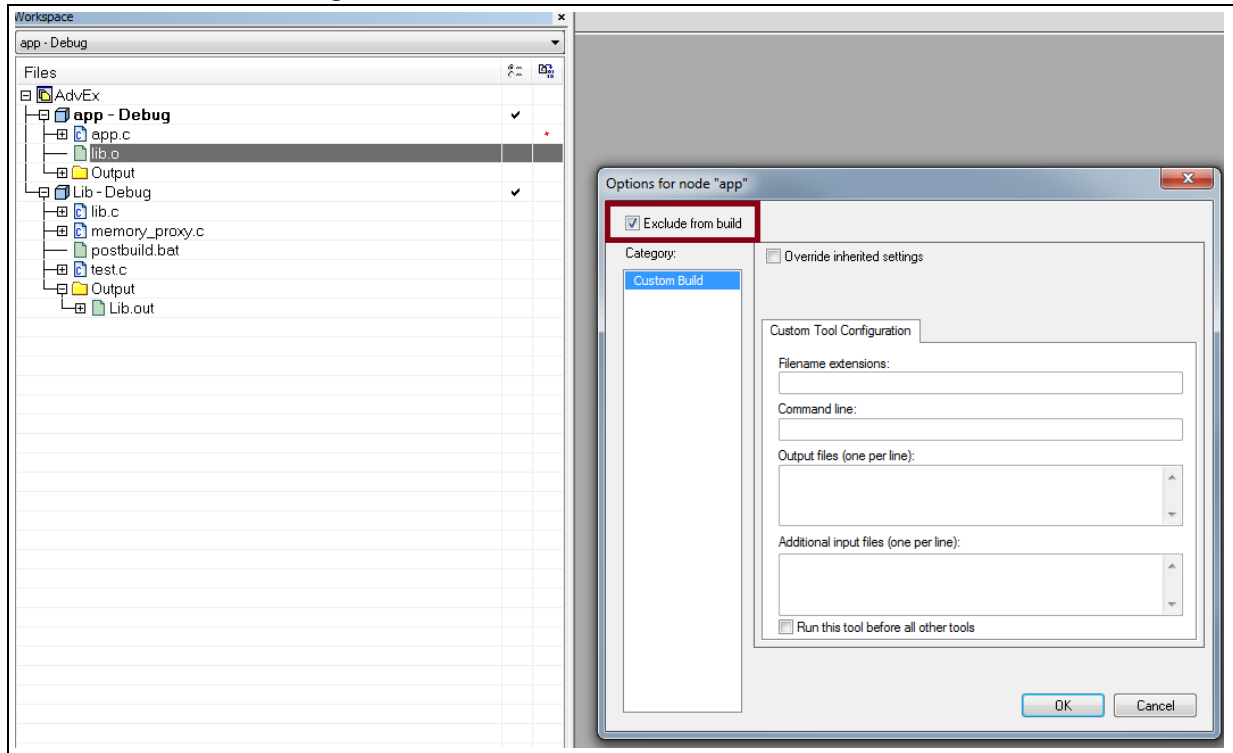 Workspace
x
app - Debug
Files
AdvEx
app - Debug
app.c
lib.o
Output
Lib - Debug
lib.c
memory_proxy.c
postbuild.bat
test.c
Output
Lib.out
Options for node "app"
Exclude from build
Category:
Custom Build
Override inherited settings
Custom Tool Configuration
Filename extensions:
Command line:
Output files (one per line):
Additional input files (one per line):
Run this tool before all other tools
OK Cancel